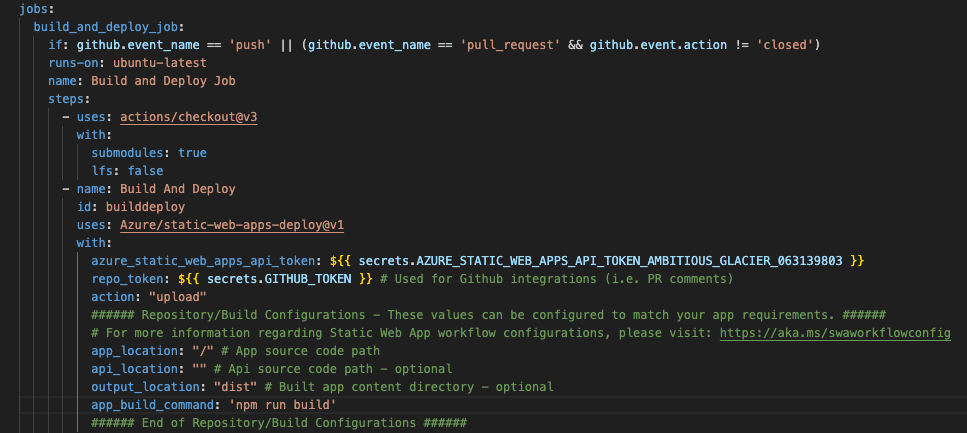 jobs:
  build_and_deploy_job:
    if: github.event_name == 'push' || (github.event_name == 'pull_request' && github.event.action != 'closed')
    runs-on: ubuntu-latest
    name: Build and Deploy Job
    steps:
      - uses: actions/checkout@v3
        with:
          submodules: true
          lfs: false
      - name: Build And Deploy
        id: builddeploy
        uses: Azure/static-web-apps-deploy@v1
        with:
          azure_static_web_apps_api_token: ${{ secrets.AZURE_STATIC_WEB_APPS_API_TOKEN_AMBITIOUS_GLACIER_063139803 }}
          repo_token: ${{ secrets.GITHUB_TOKEN }} # Used for Github integrations (i.e. PR comments)
          action: "upload"
          ###### Repository/Build Configurations - These values can be configured to match your app requirements. ######
          # For more information regarding Static Web App workflow configurations, please visit: https://aka.ms/swaworkflowconfig
          app_location: "/" # App source code path
          api_location: "" # Api source code path - optional
          output_location: "dist" # Built app content directory - optional
          app_build_command: 'npm run build'
          ###### End of Repository/Build Configurations ######